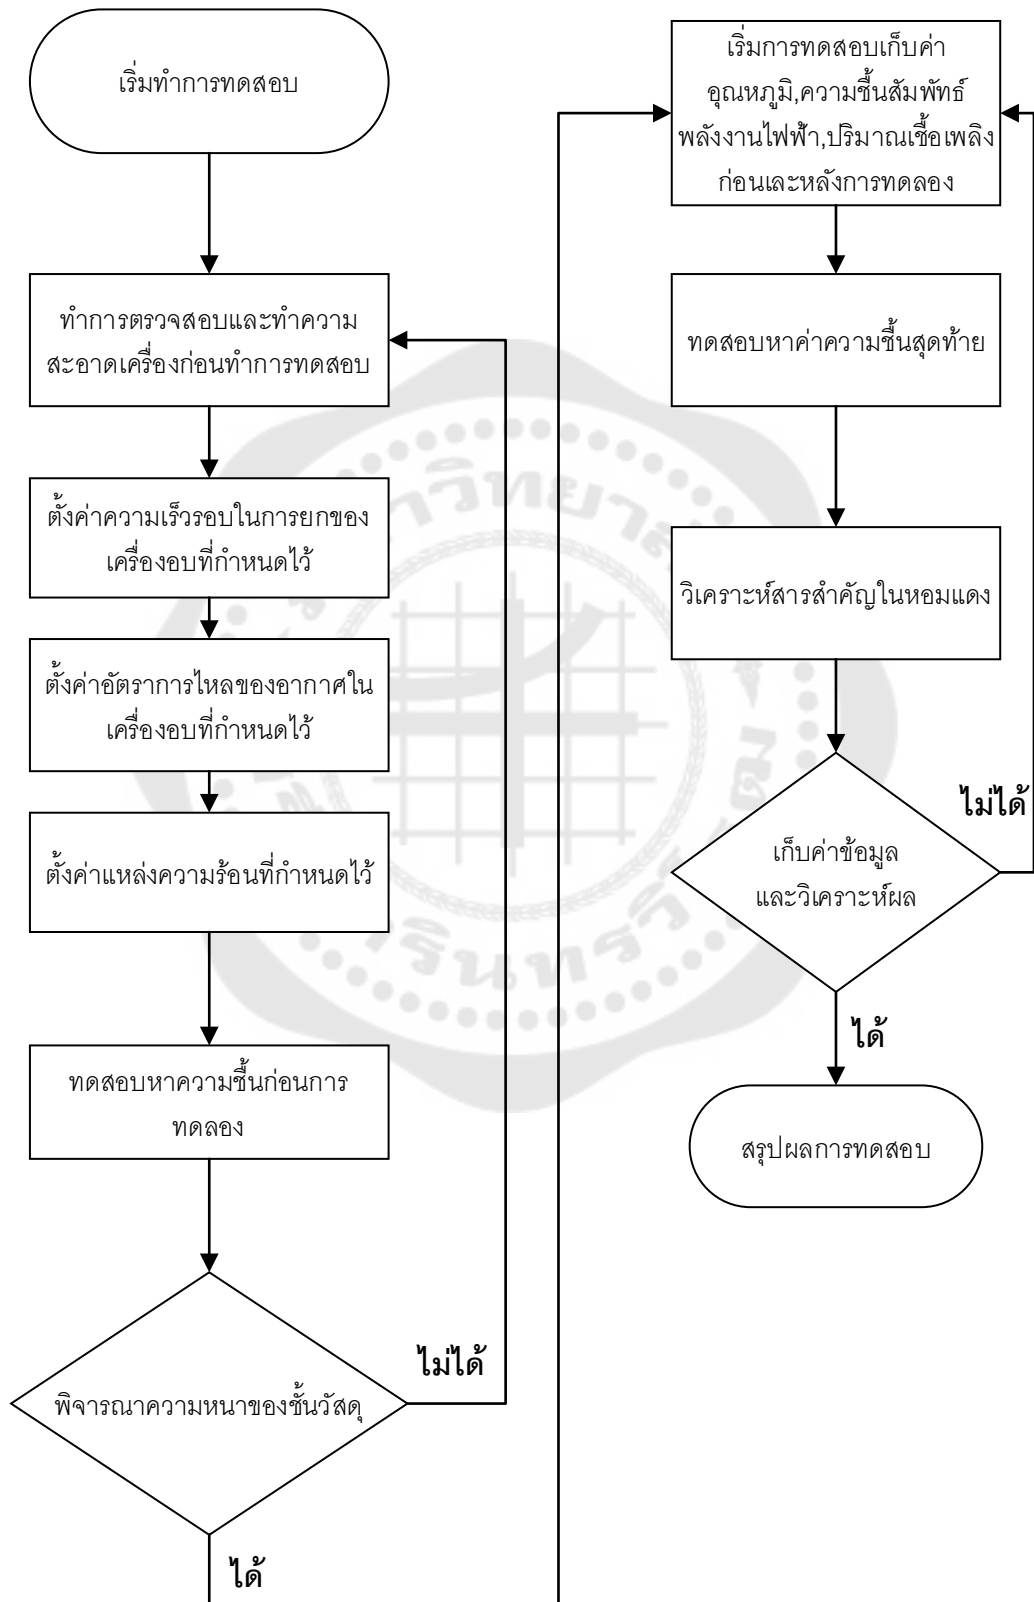 เริ่มทำการทดสอบ
ทำการตรวจสอบและทำความ
สะอาดเครื่องก่อนทำการทดสอบ
ตั้งค่าความเร็วรอบในการยกของ
เครื่องอบที่กำหนดไว้
ตั้งค่าอัตราการไหลของอากาศใน
เครื่องอบที่กำหนดไว้
ตั้งค่าแหล่งความร้อนที่กำหนดไว้
ทดสอบหาความชื้นก่อนการ
ทดลอง
พิจารณาความหนาของชั้นวัสดุ
ไม่ได้
ได้
เริ่มการทดสอบเก็บค่า
อุณหภูมิ,ความชื้นสัมพัทธ์
พลังงานไฟฟ้า,ปริมาณเชื้อเพลิง
ก่อนและหลังการทดลอง
ทดสอบหาค่าความชื้นสุดท้าย
วิเคราะห์สารสำคัญในหอมแดง
เก็บค่าข้อมูล
และวิเคราะห์ผล
ไม่ได้
ได้
สรุปผลการทดสอบ